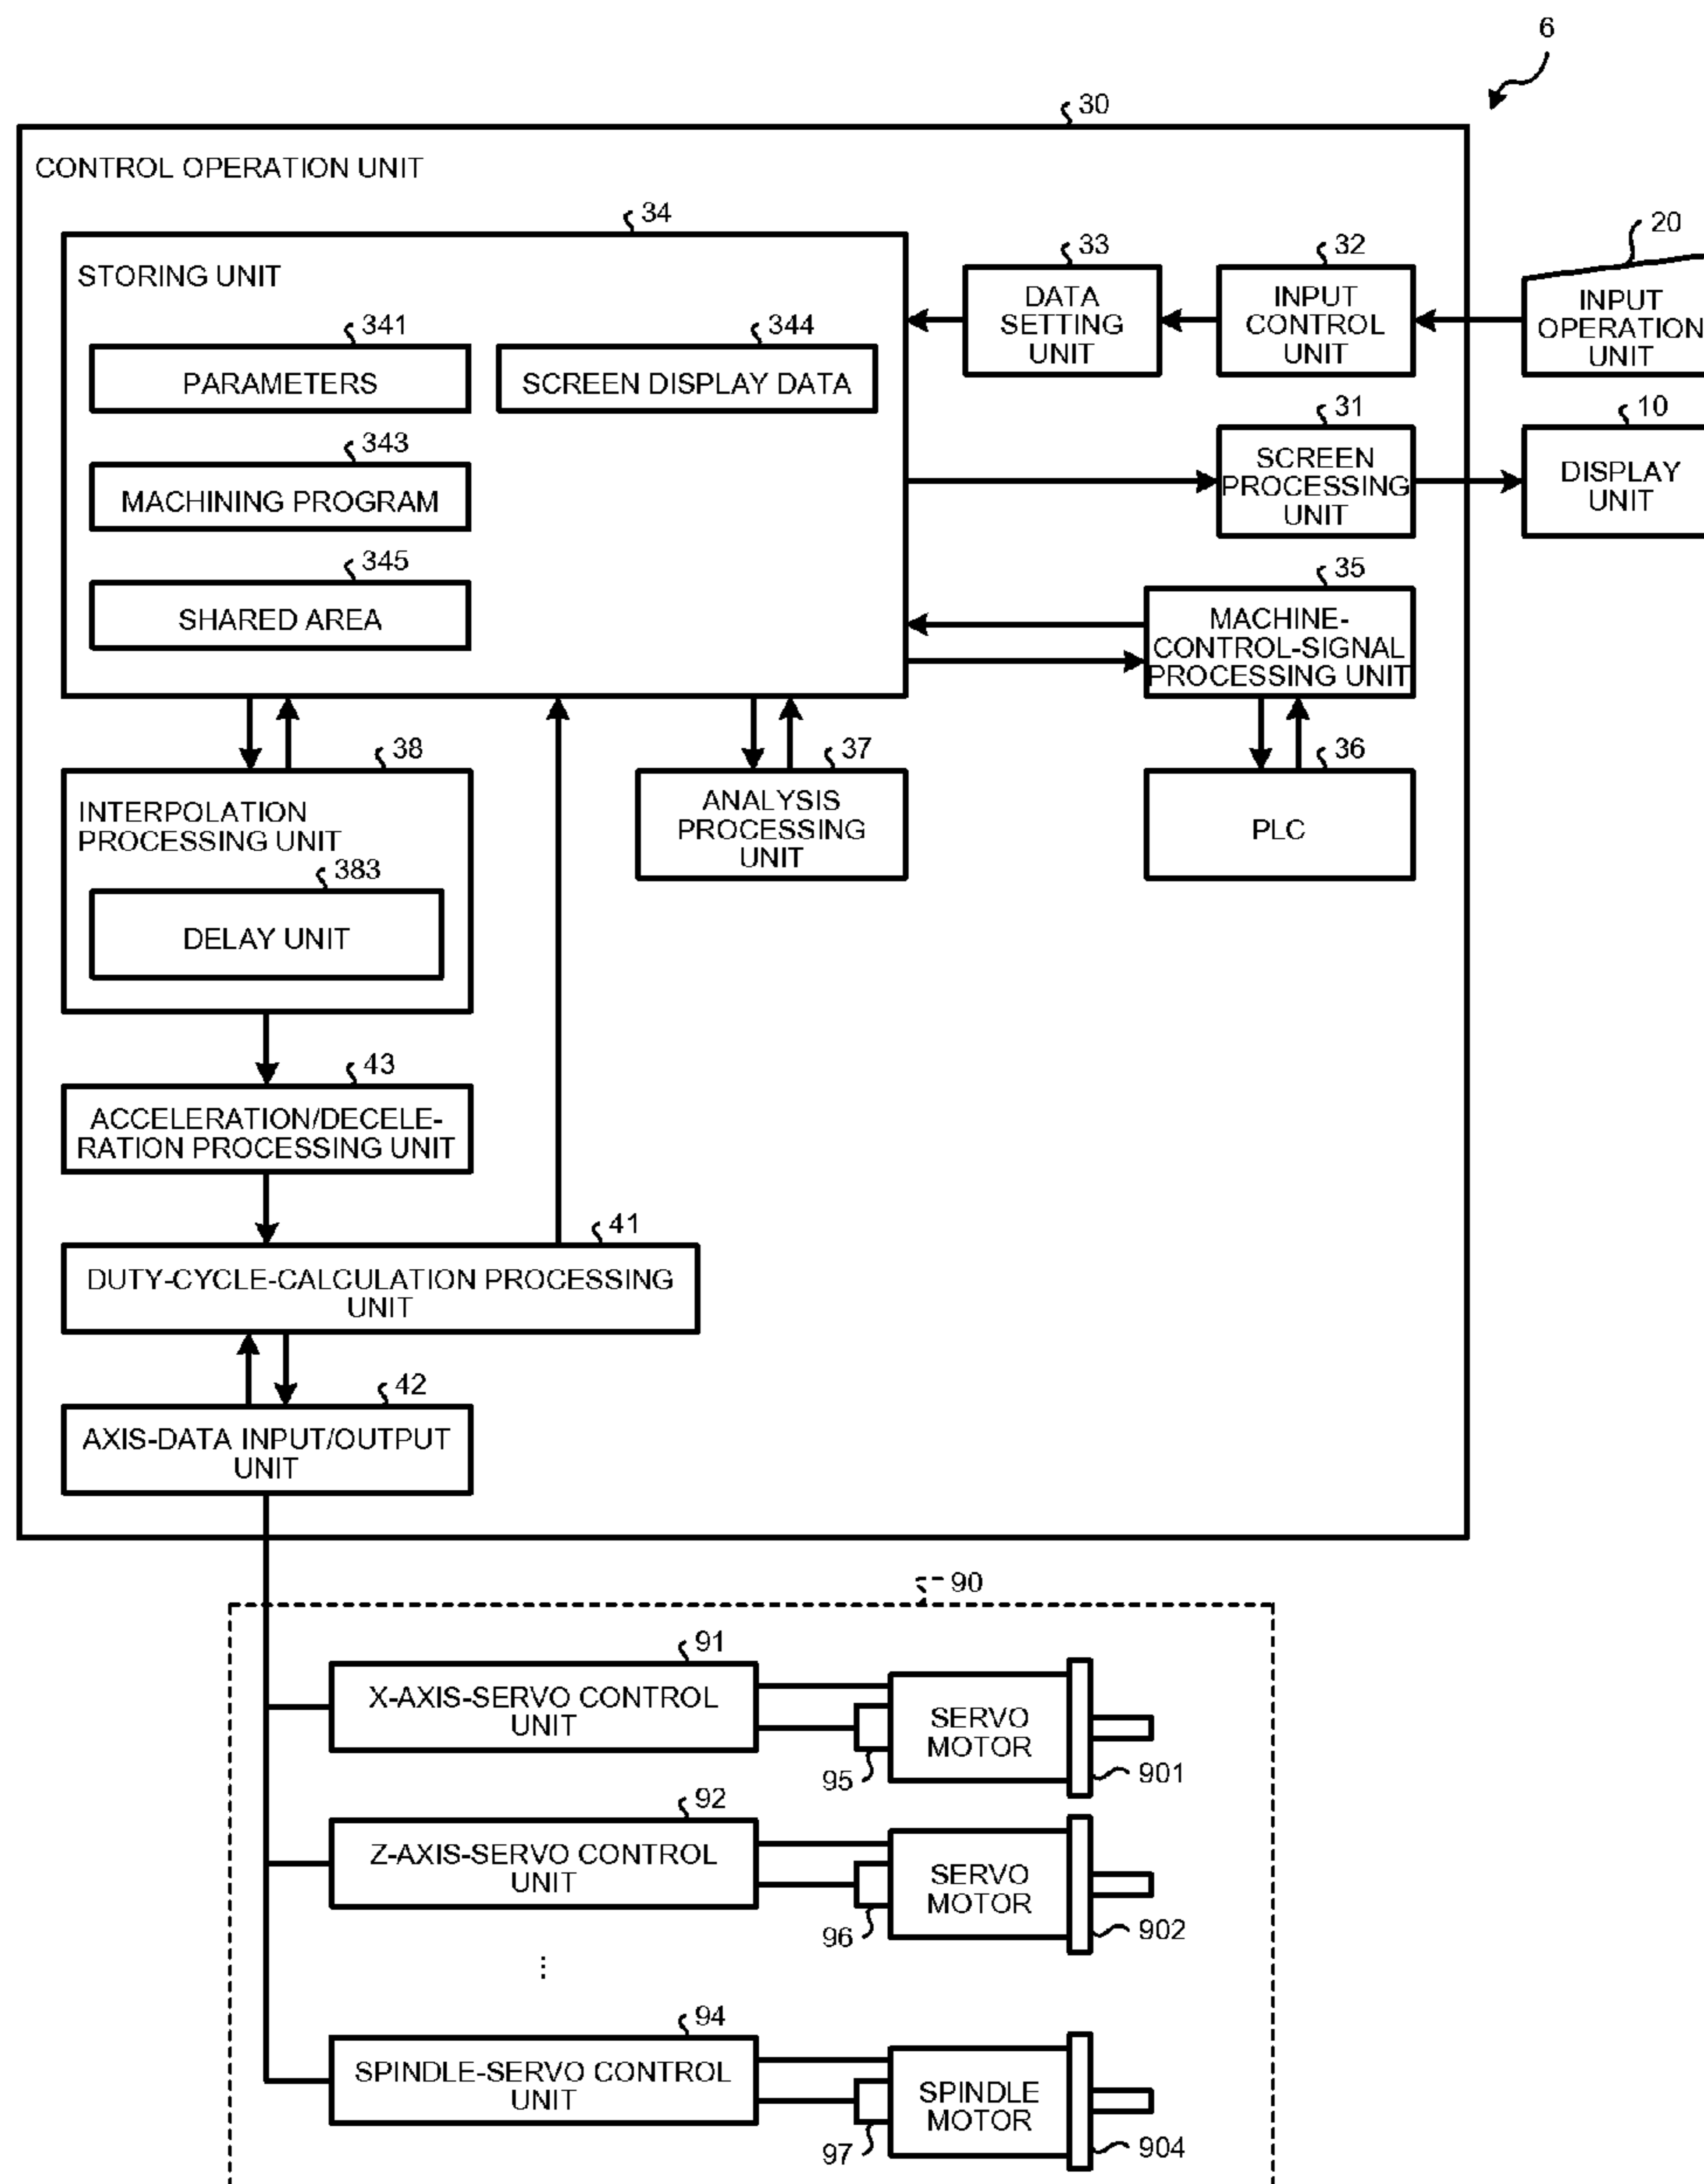 6
30
CONTROL OPERATION UNIT
34
STORING UNIT
33
DATA
SETTING
UNIT
32
INPUT
CONTROL
UNIT
20
INPUT
OPERATION
UNIT
341
PARAMETERS
344
SCREEN DISPLAY DATA
343
MACHINING PROGRAM
31
SCREEN
PROCESSING
UNIT
10
DISPLAY
UNIT
345
SHARED AREA
35
MACHINE-
CONTROL-SIGNAL
PROCESSING UNIT
38
INTERPOLATION
PROCESSING UNIT
383
DELAY UNIT
37
ANALYSIS
PROCESSING
UNIT
36
PLC
43
ACCELERATION/DECELE-
RATION PROCESSING UNIT
41
DUTY-CYCLE-CALCULATION PROCESSING
UNIT
42
AXIS-DATA INPUT/OUTPUT
UNIT
90
91
X-AXIS-SERVO CONTROL
UNIT
SERVO
MOTOR
95
901
92
Z-AXIS-SERVO CONTROL
UNIT
SERVO
MOTOR
96
902
⋮
94
SPINDLE-SERVO CONTROL
UNIT
SPINDLE
MOTOR
97
904